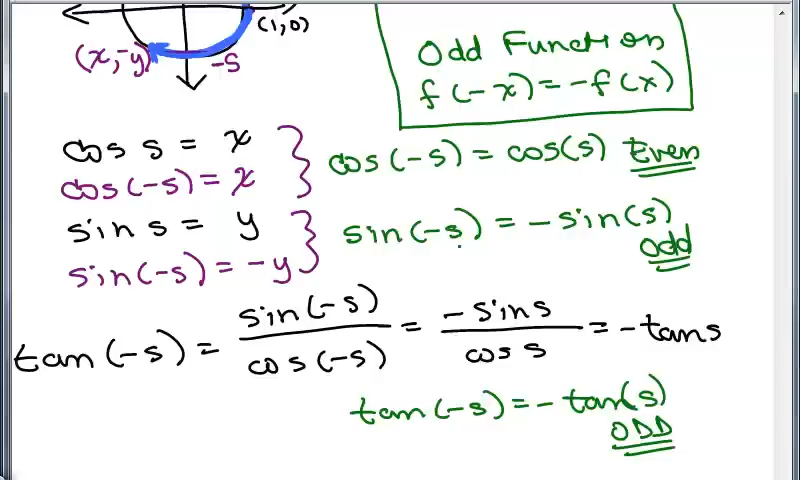 (1,0)
(x,-y)
-s
Odd Function
f(-x)=-f(x)
cos s = x
cos(-s)=x
cos(-s)=cos(s) Even
sin s = y
sin(-s)=-y
sin(-s)=-sin(s)
Odd
tan(-s)= sin(-s)/cos(-s) = -sin s/cos s =-tan s
tan(-s)=-tan(s)
ODD